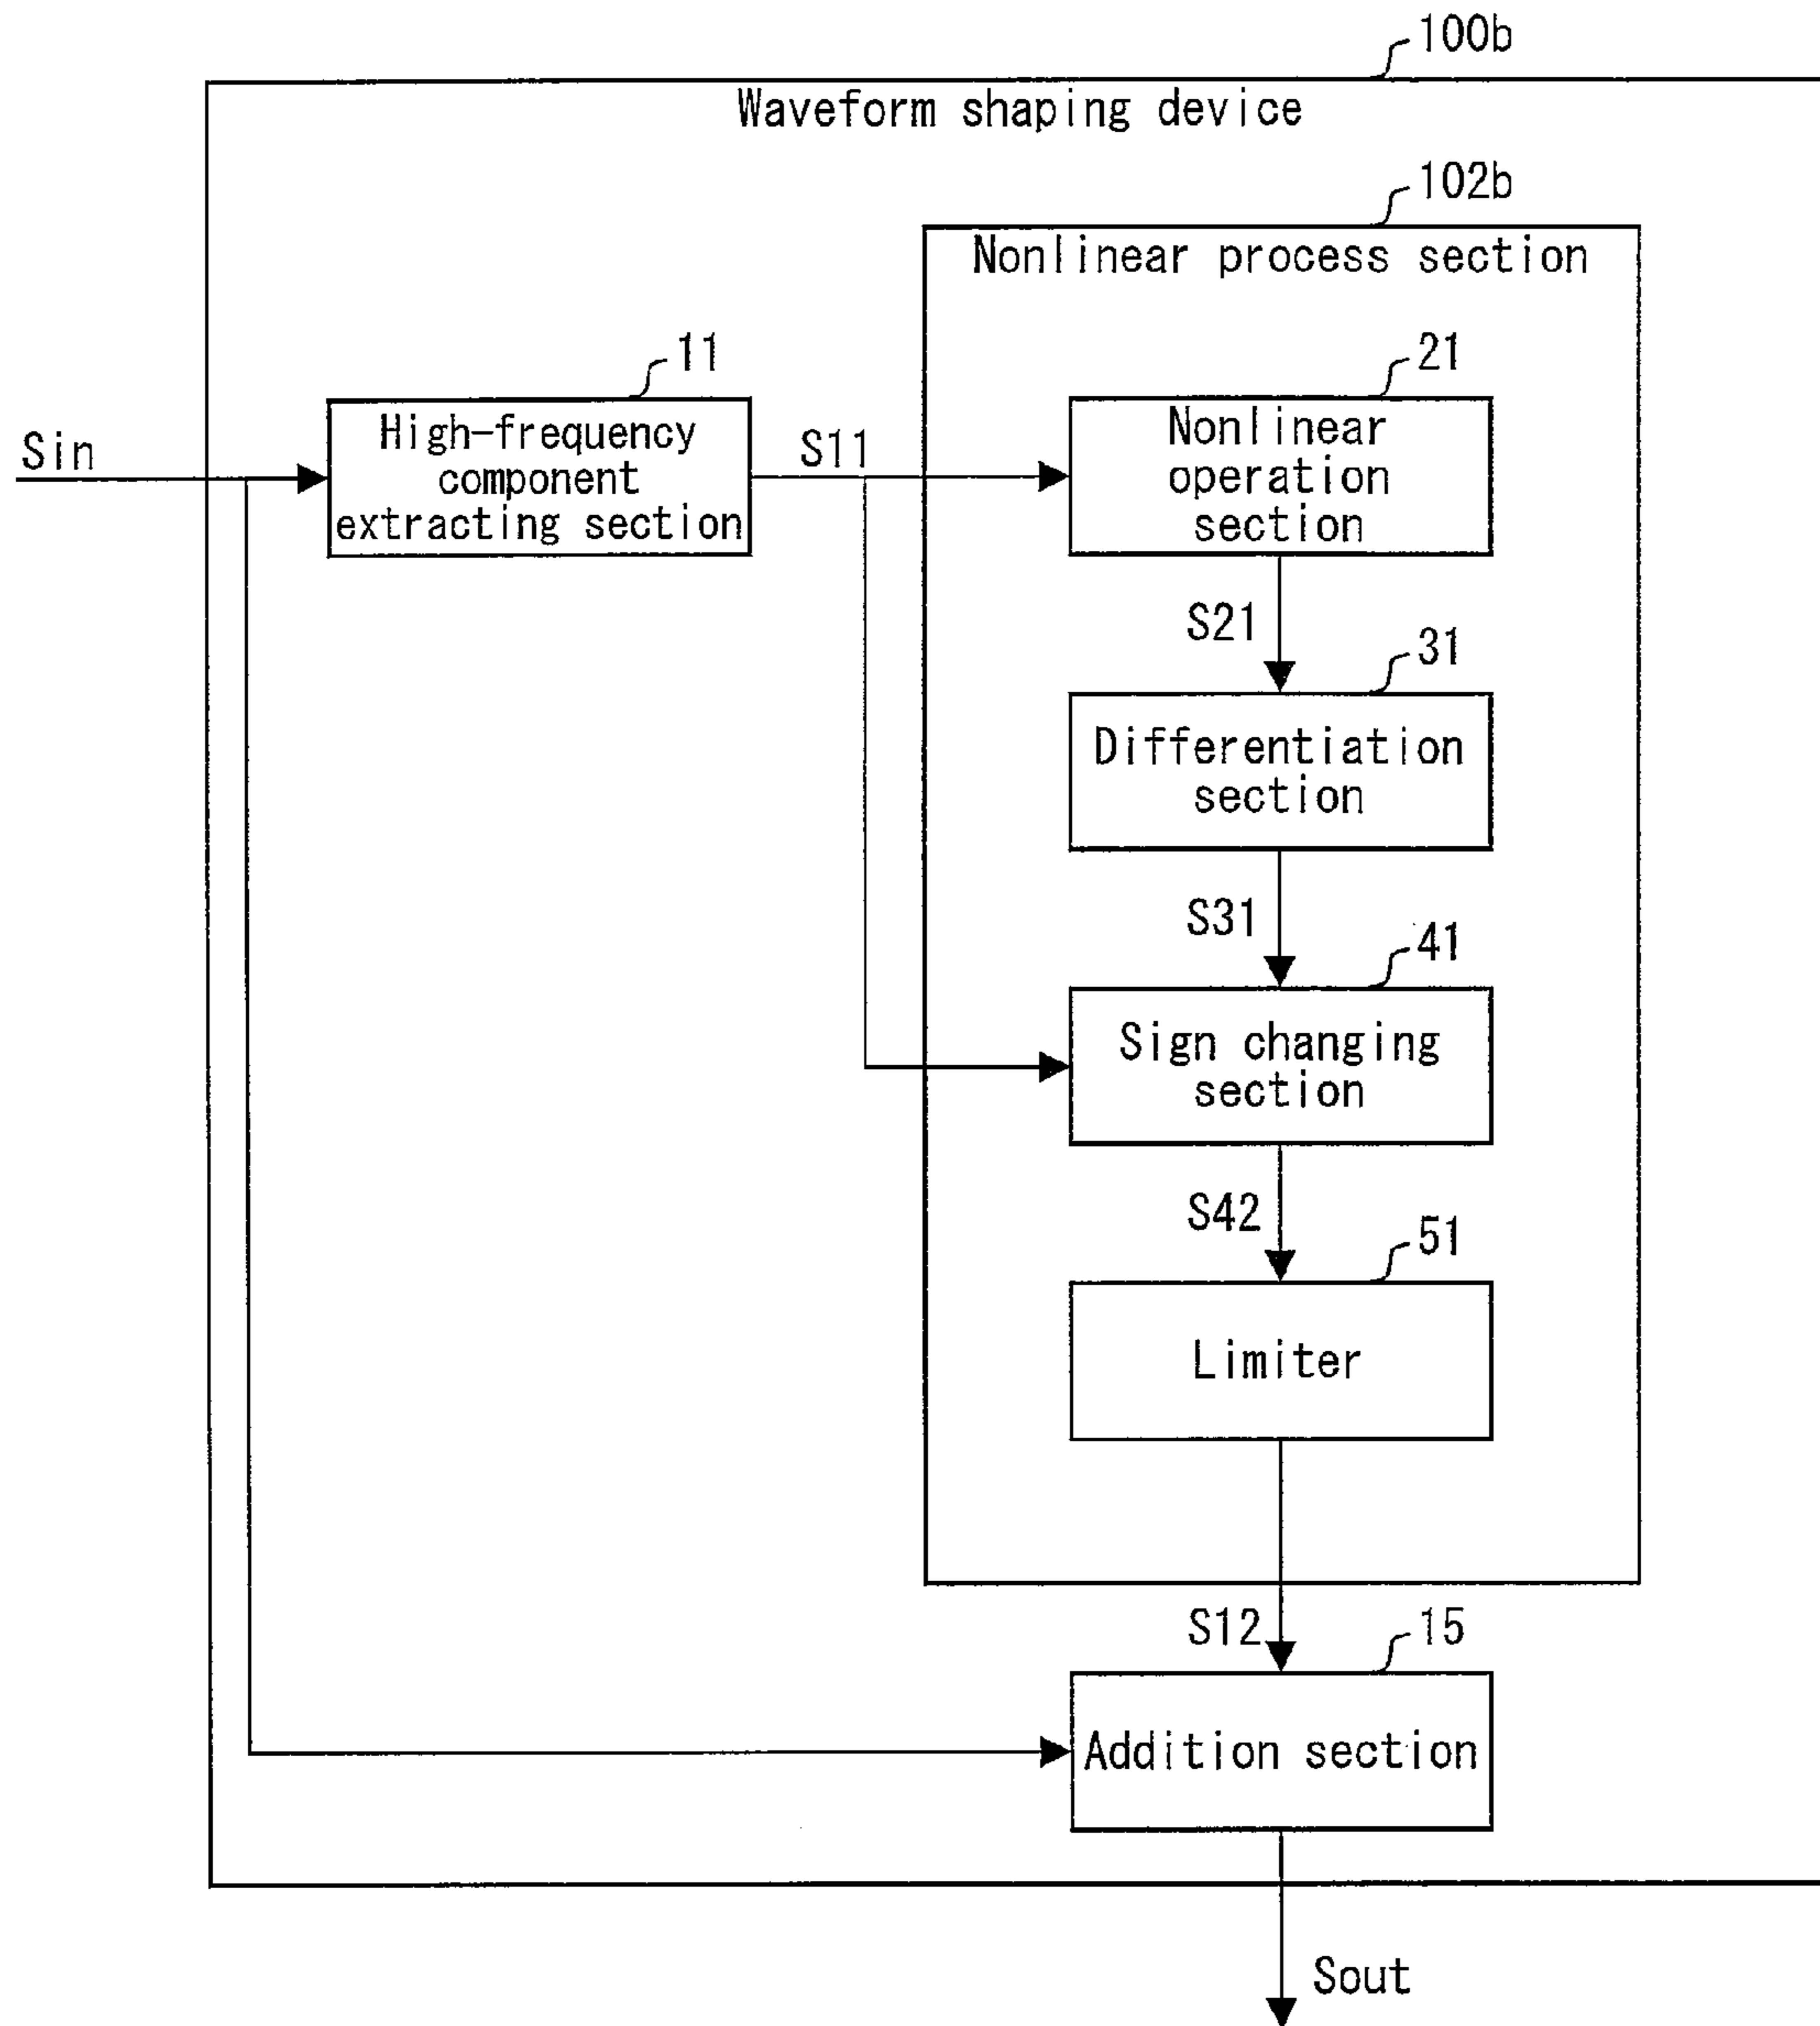 100b
Waveform shaping device
102b
Nonlinear process section
11
21
Sin
High-frequency
component
extracting section
S11
Nonlinear
operation
section
S21
31
Differentiation
section
S31
41
Sign changing
section
S42
51
Limiter
S12
15
Addition section
Sout